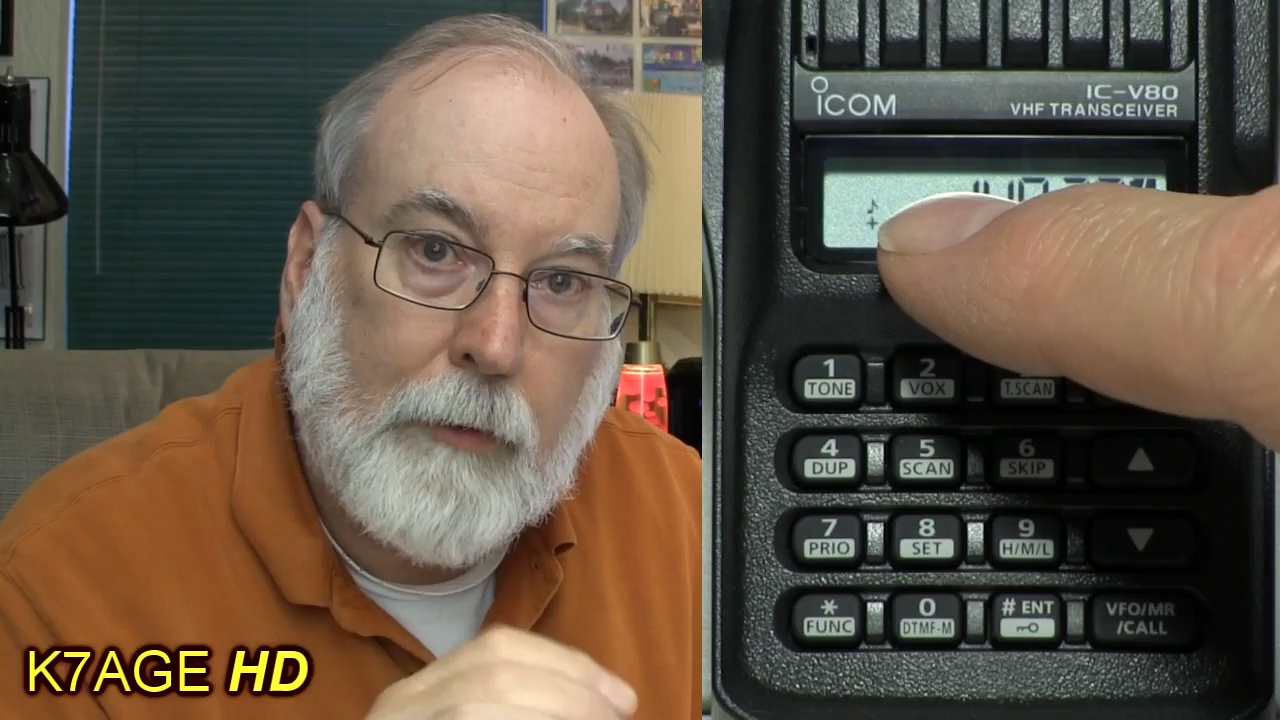 K7AGE HD
ICOM
IC-V80
VHF TRANSCEIVER
1 TONE
2 VOX
T.SCAN
4 DUP
5 SCAN
6 SKIP
7 PRIO
8 SET
9 H/M/L
* FUNC
0 DTMF-M
# ENT
VFO/MR
/CALL